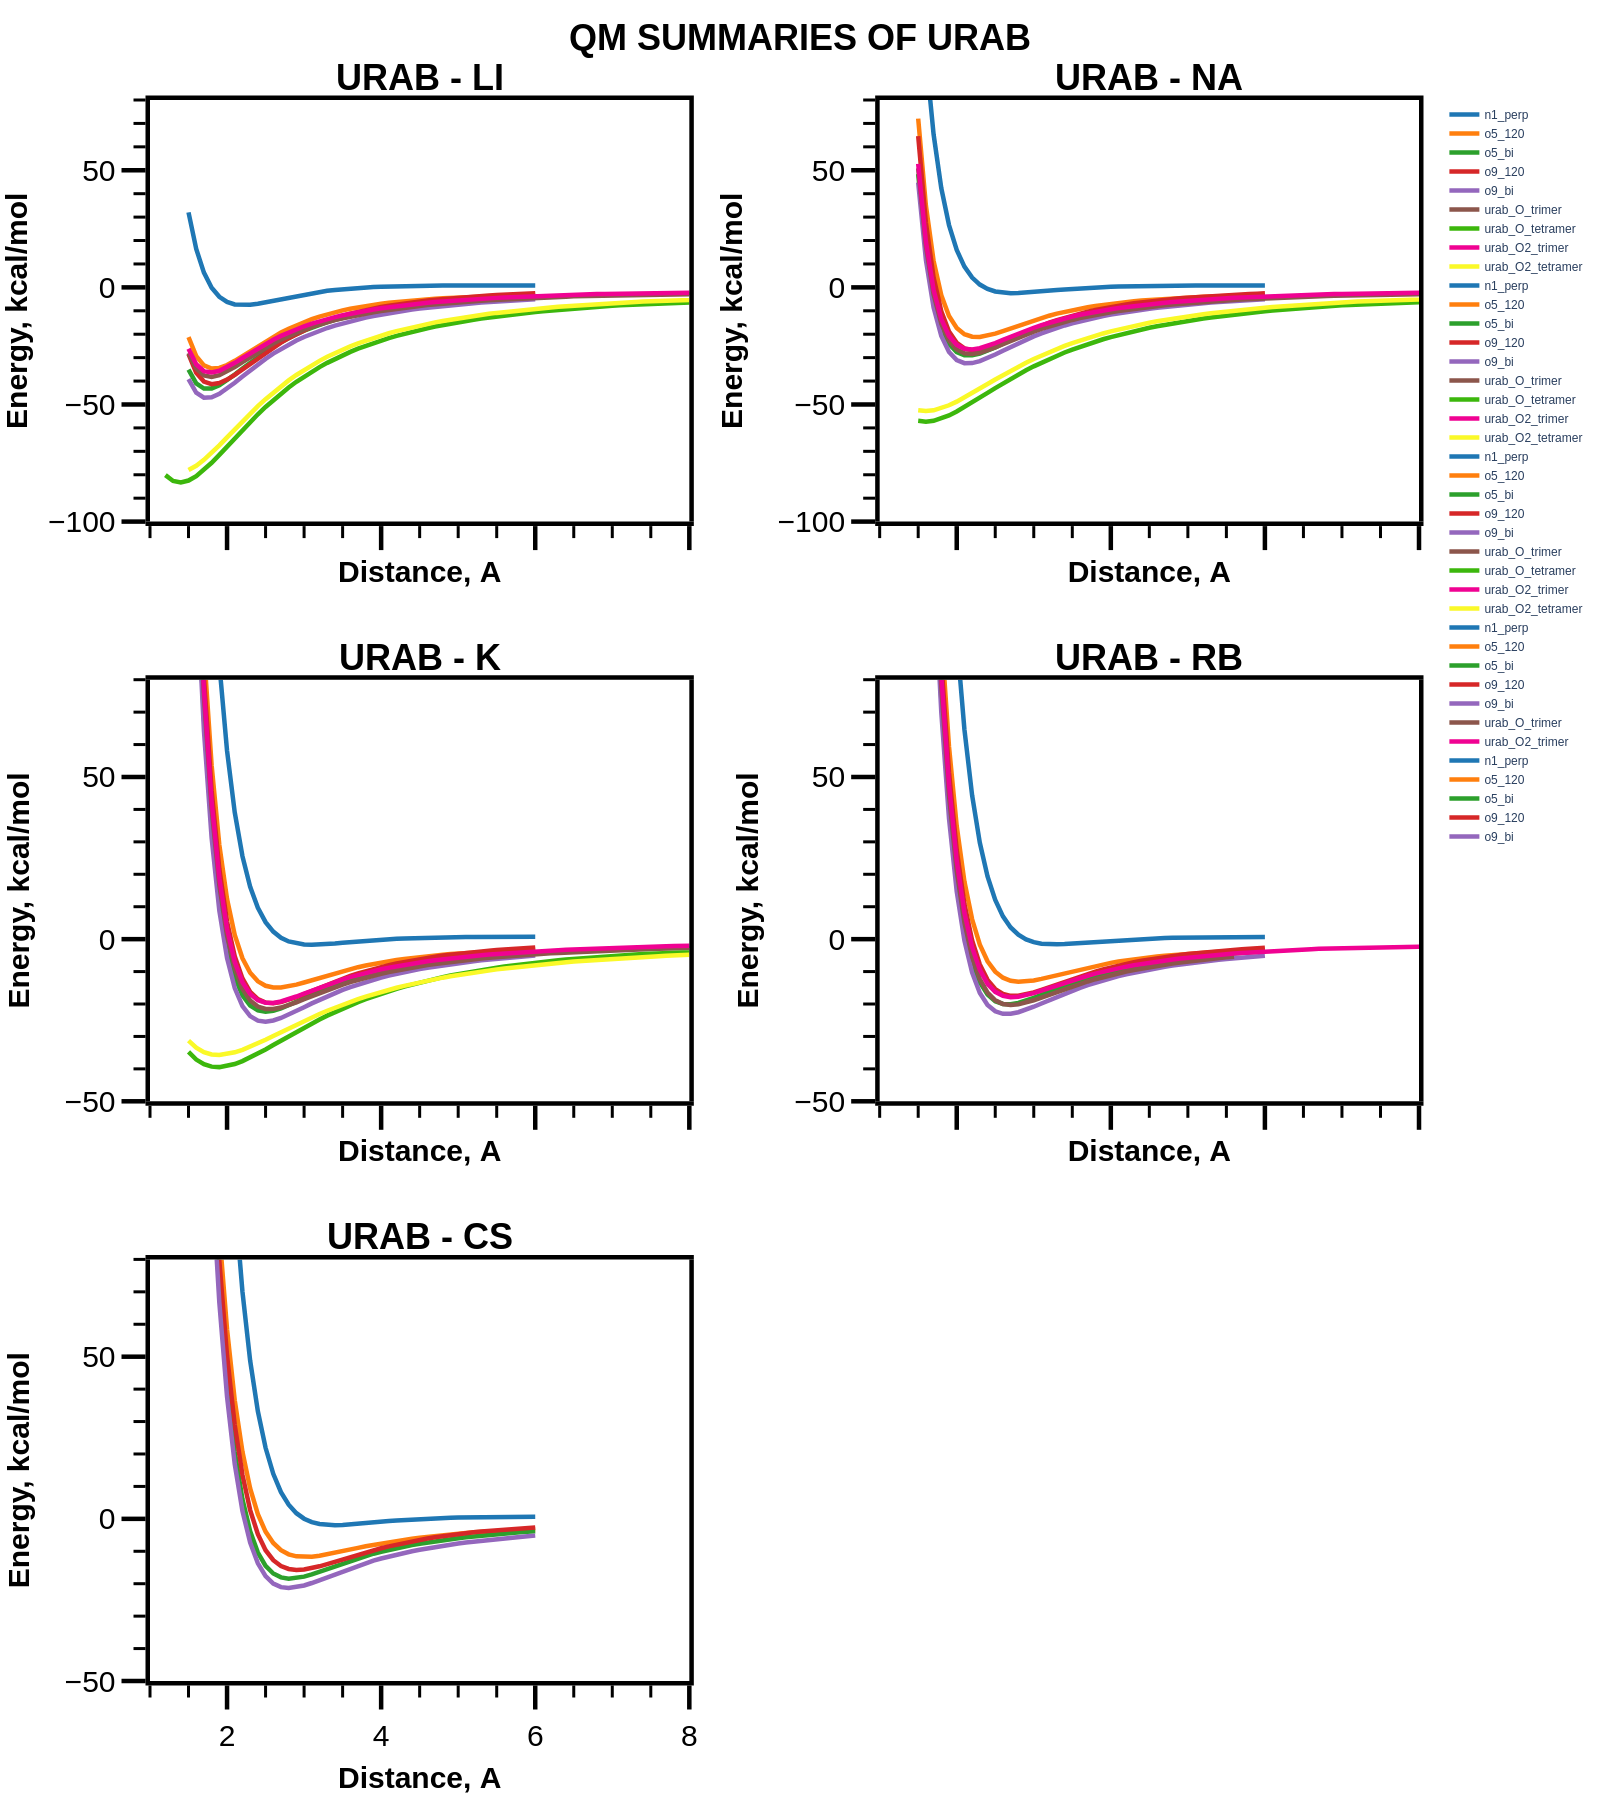 QM SUMMARIES OF URAB
URAB - LI
50
0
−50
−100
Energy, kcal/mol
Distance, A
URAB - NA
50
0
−50
−100
Energy, kcal/mol
Distance, A
URAB - K
50
0
−50
Energy, kcal/mol
Distance, A
URAB - RB
50
0
−50
Energy, kcal/mol
Distance, A
URAB - CS
50
0
−50
Energy, kcal/mol
2 4 6 8
Distance, A
n1_perp
o5_120
o5_bi
o9_120
o9_bi
urab_O_trimer
urab_O_tetramer
urab_O2_trimer
urab_O2_tetramer
n1_perp
o5_120
o5_bi
o9_120
o9_bi
urab_O_trimer
urab_O_tetramer
urab_O2_trimer
urab_O2_tetramer
n1_perp
o5_120
o5_bi
o9_120
o9_bi
urab_O_trimer
urab_O_tetramer
urab_O2_trimer
urab_O2_tetramer
n1_perp
o5_120
o5_bi
o9_120
o9_bi
urab_O_trimer
urab_O2_trimer
n1_perp
o5_120
o5_bi
o9_120
o9_bi